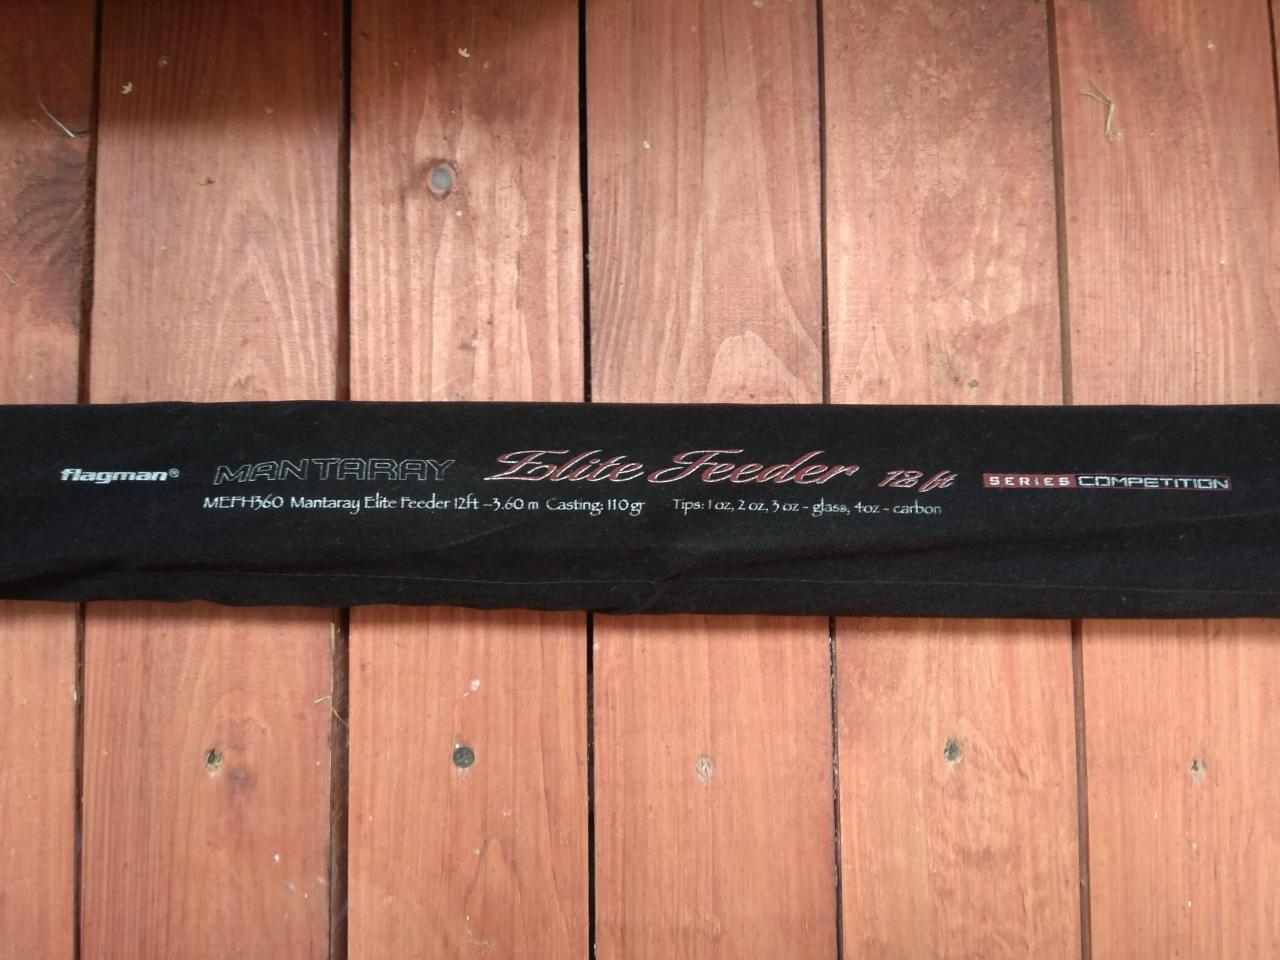 flagman® MANTARAY Elite Feeder 12 ft SERIES COMPETITION
MEFH360 Mantaray Elite Feeder 12ft -3.60 m Casting: 110 gr Tips: 1 oz, 2 oz, 3 oz - glass, 4oz - carbon